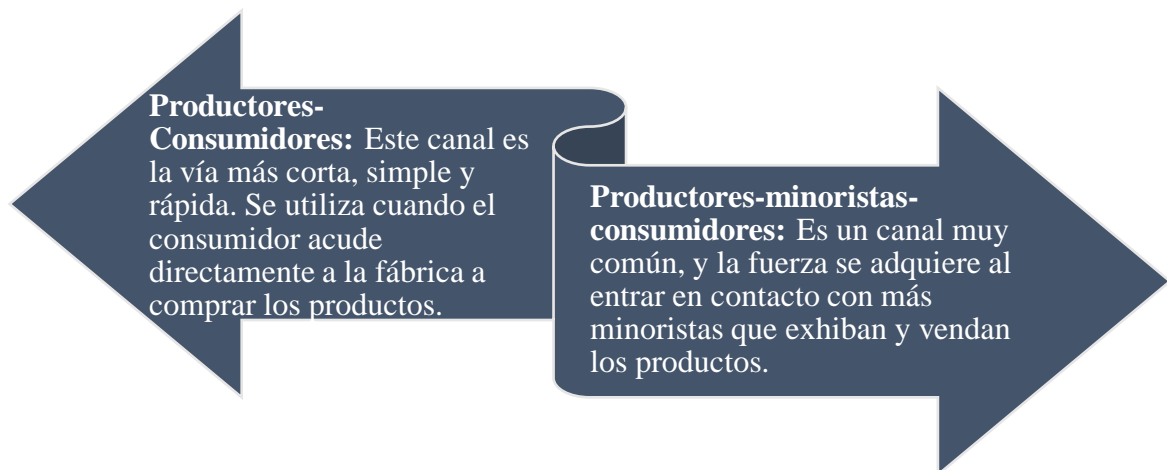 Productores-
Consumidores: Este canal es
la vía más corta, simple y
rápida. Se utiliza cuando el
consumidor acude
directamente a la fábrica a
comprar los productos.
Productores-minoristas-
consumidores: Es un canal muy
común, y la fuerza se adquiere al
entrar en contacto con más
minoristas que exhiban y vendan
los productos.